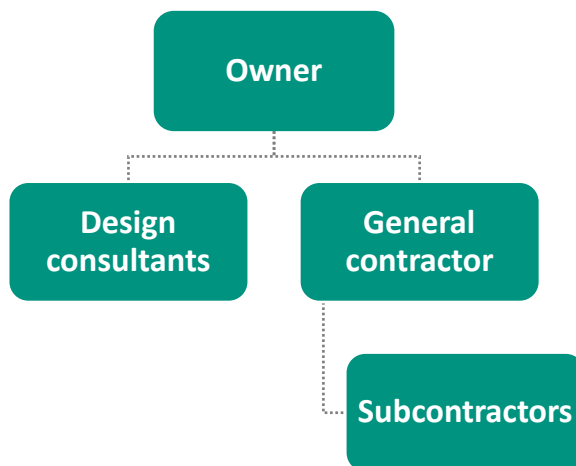 Owner
Design
consultants
General
contractor
Subcontractors